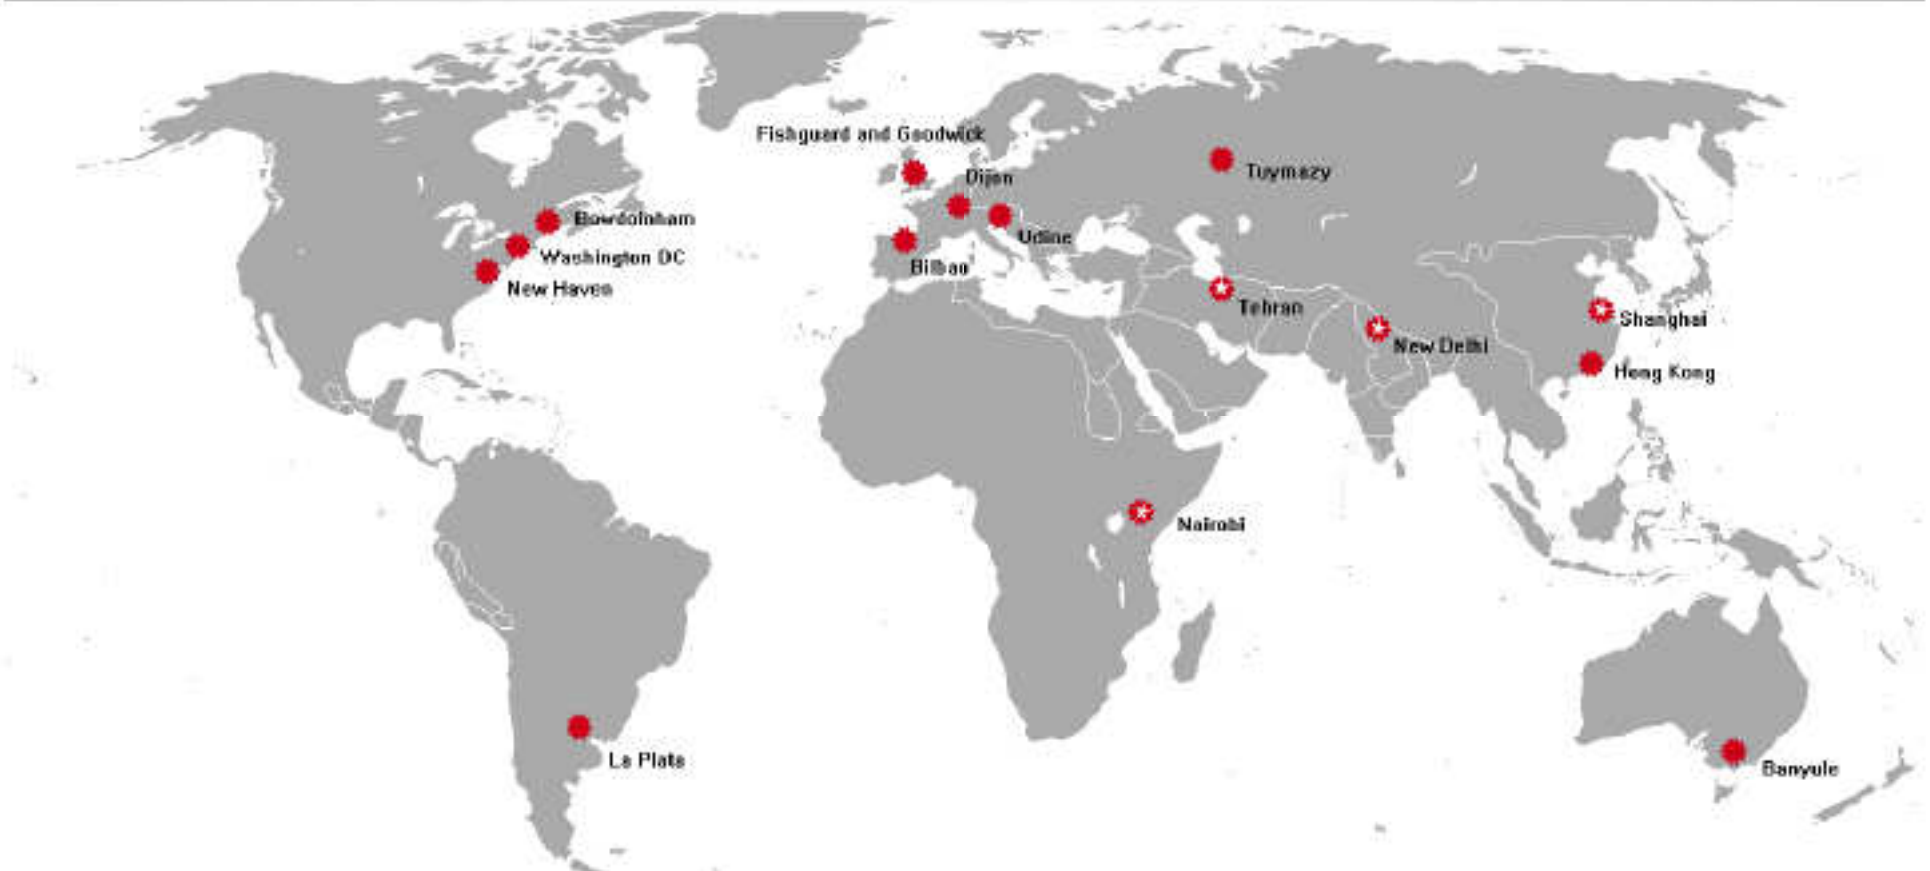 Fishguard and Goodwick
Dijon
Tuymazy
Bowdoinham
Udine
Washington DC
Bilbao
New Haven
Tehran
Shanghai
New Delhi
Hong Kong
Nairobi
La Plata
Banyule